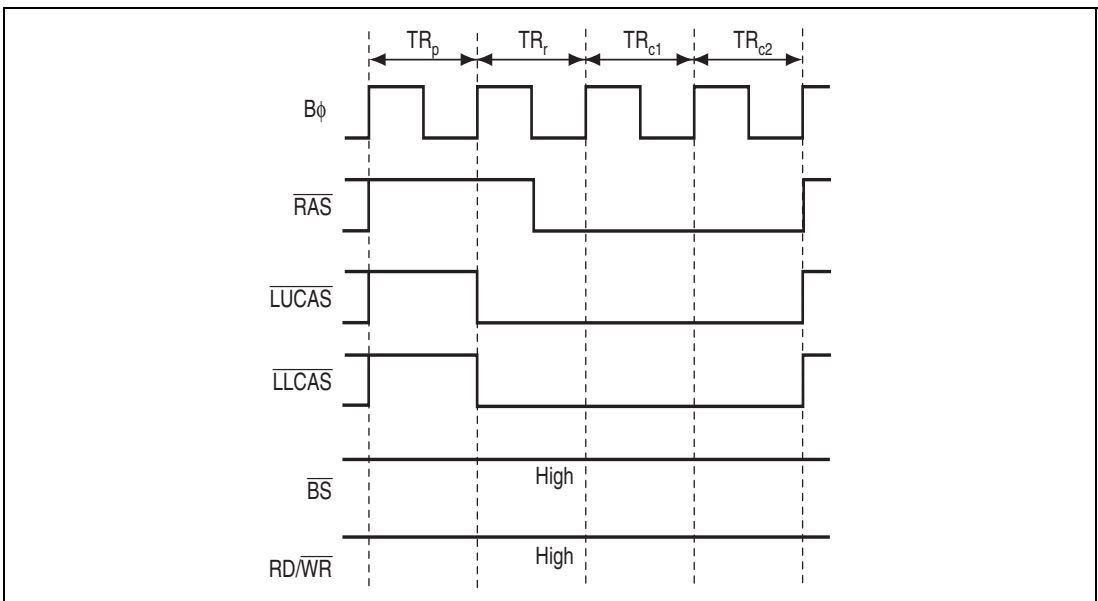 TRp TRr TRc1 TRc2
Bφ
RAS
LUCAS
LLCAS
BS High
RD/WR High